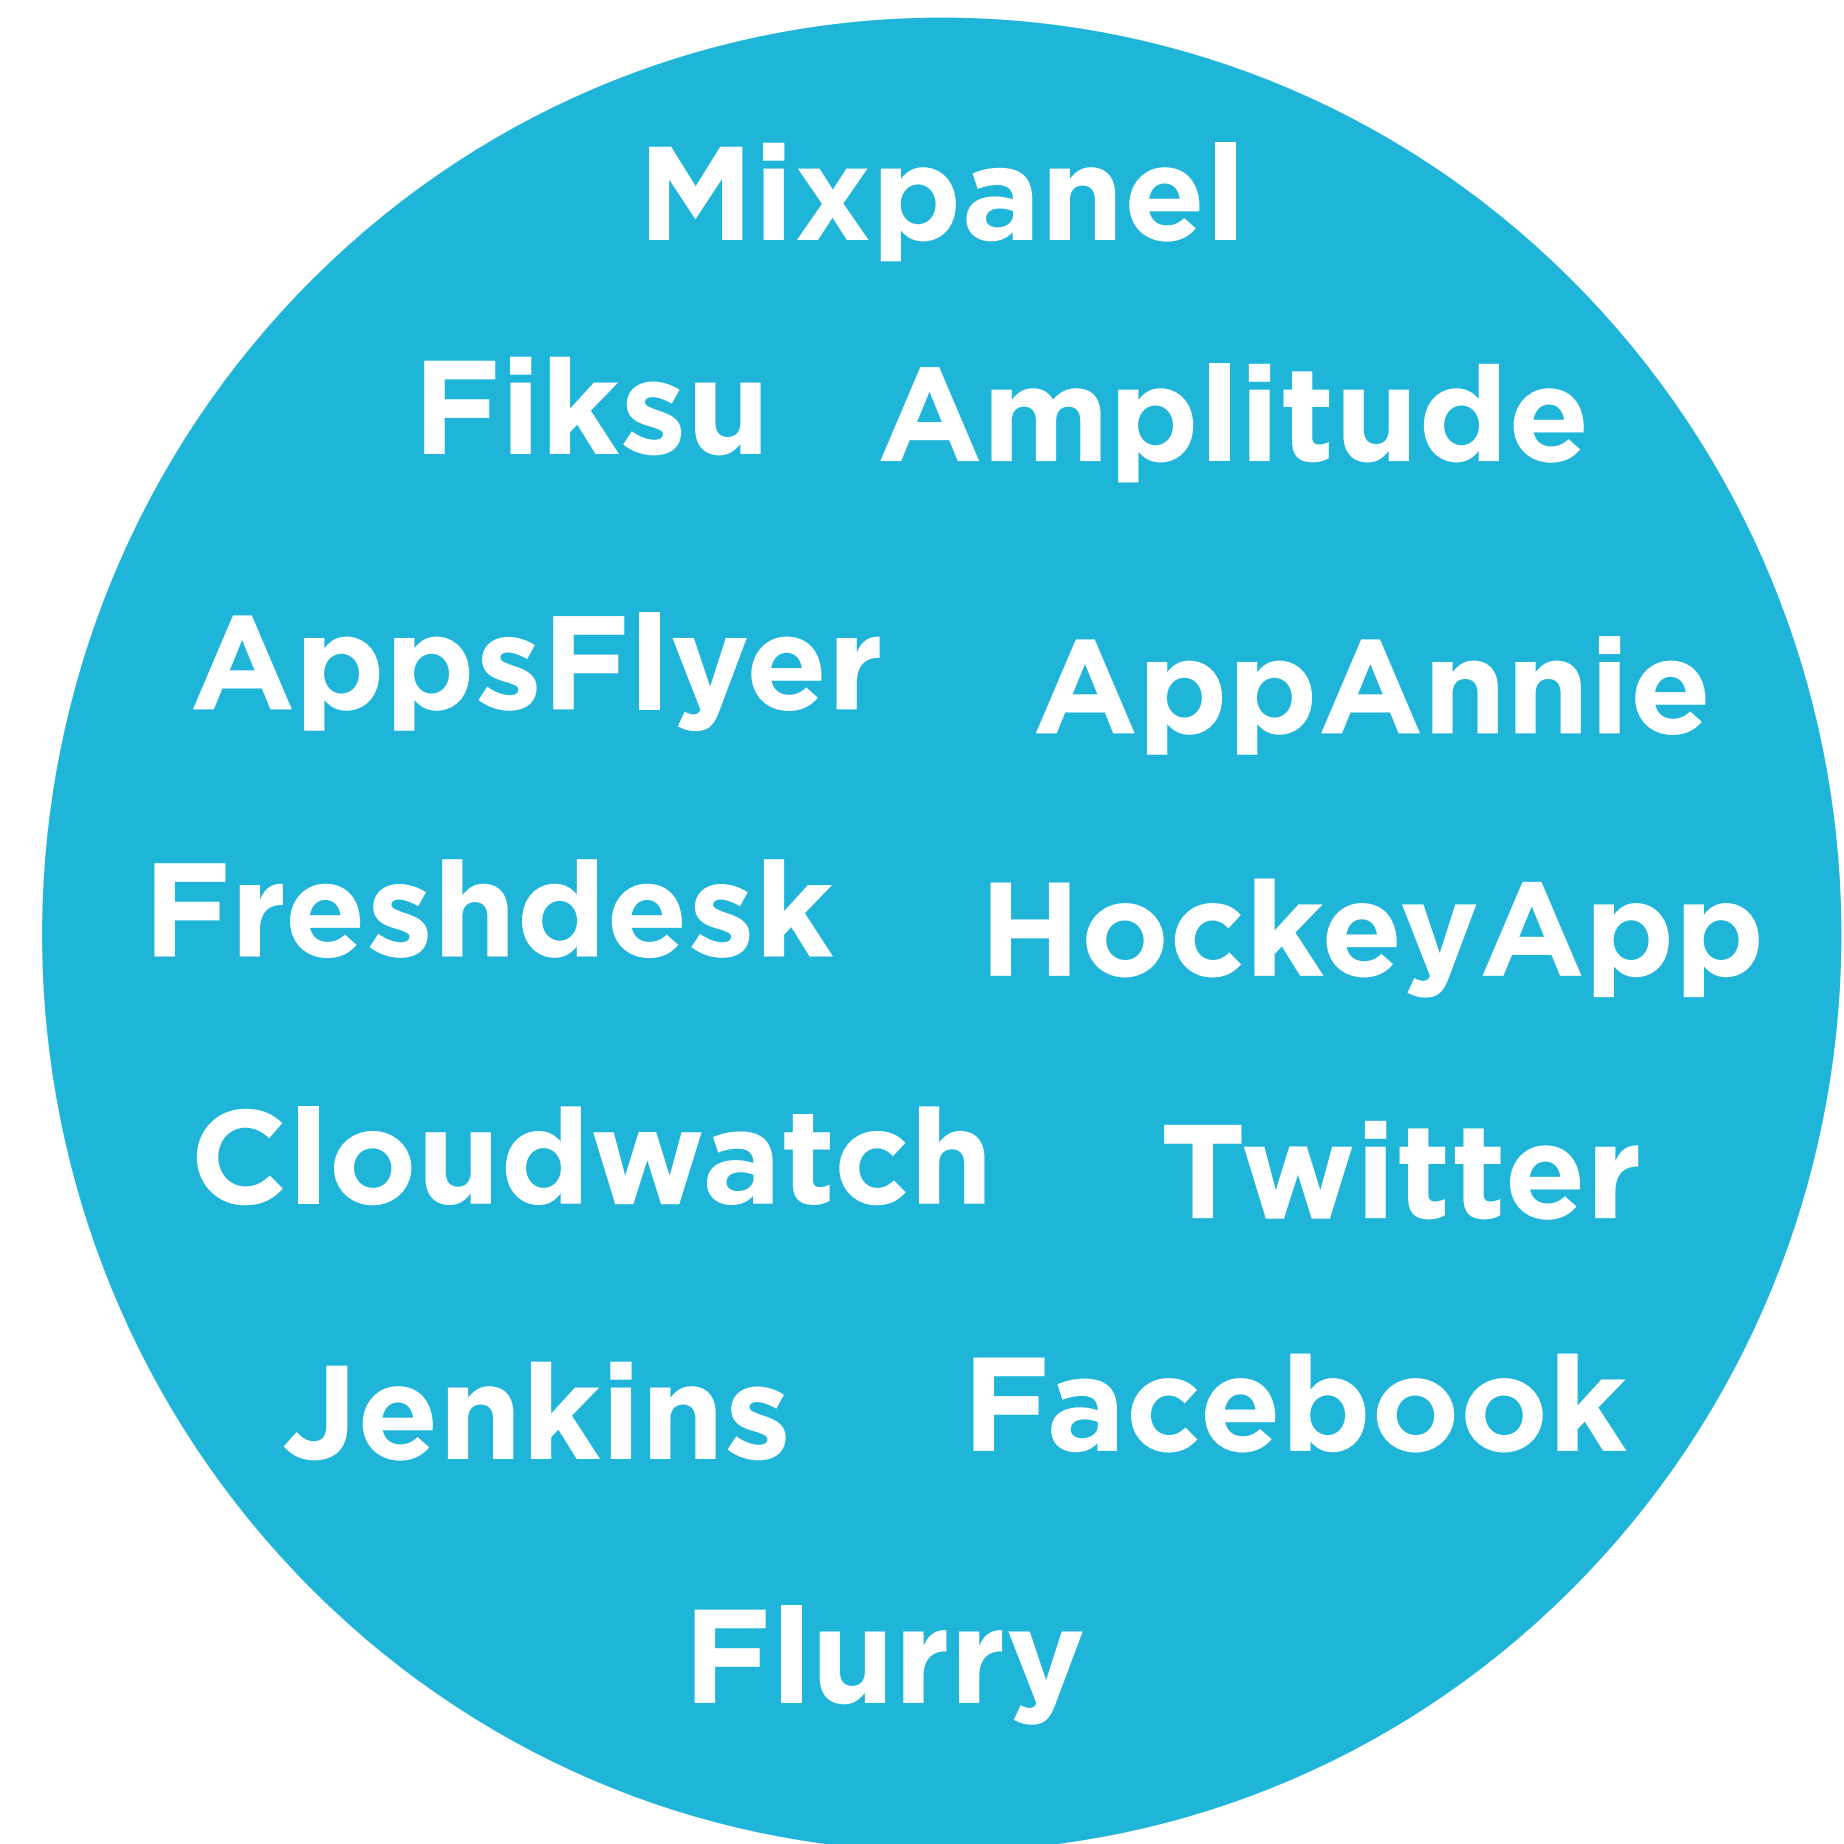 Mixpanel
Fiksu Amplitude
AppsFlyer AppAnnie
Freshdesk HockeyApp
Cloudwatch Twitter
Jenkins Facebook
Flurry